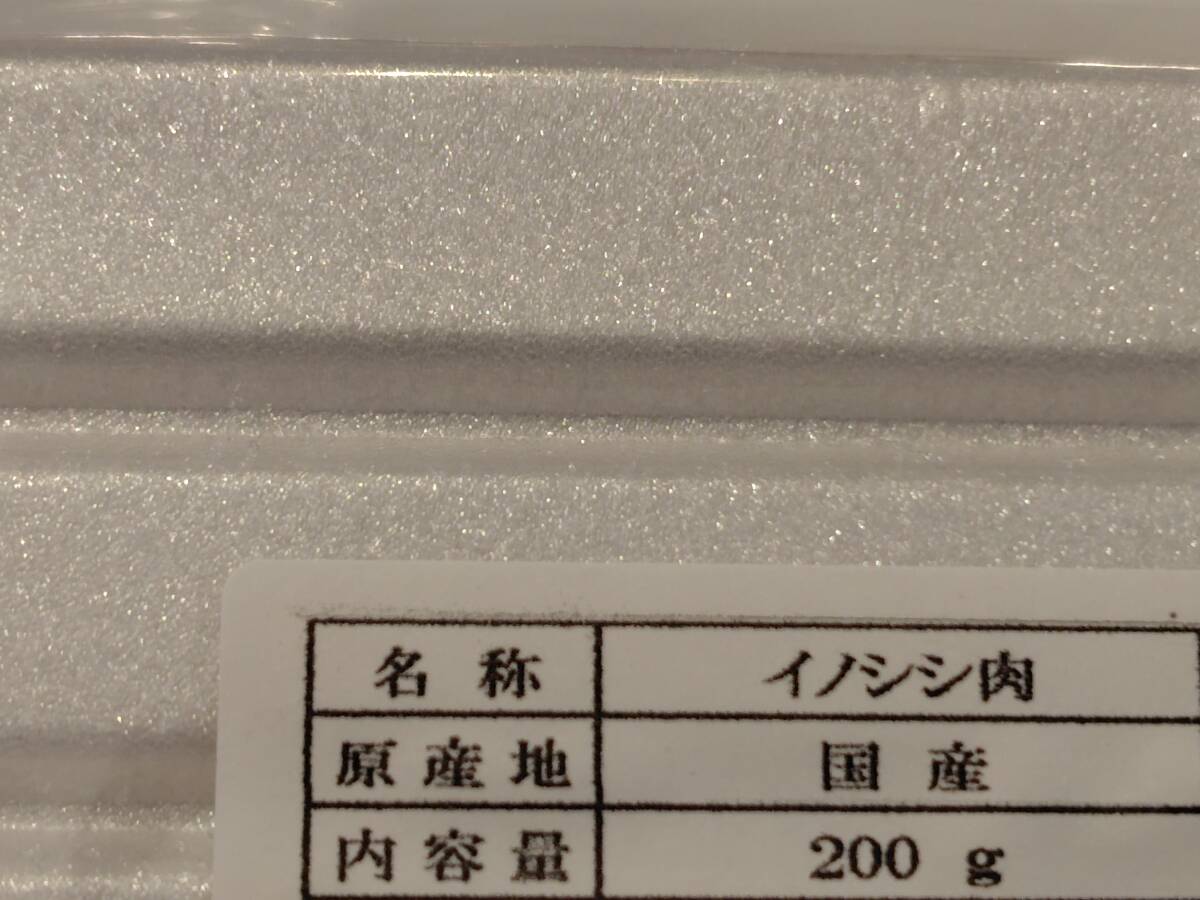 名称 イノシシ肉
原産地 国産
内容量 200 g